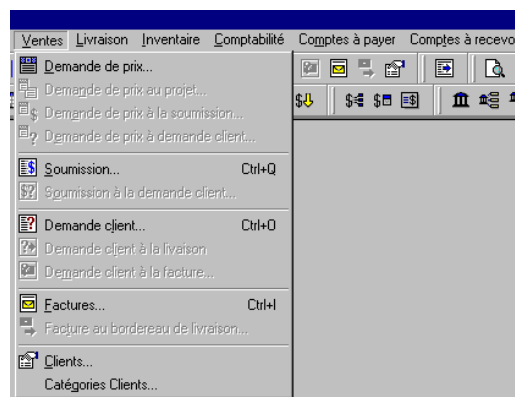 Ventes Livraison Inventaire Comptabilité Comptes à payer Comptes à recevo
Demande de prix...
Demande de prix au projet...
Demande de prix à la soumission...
Demande de prix à demande client...
Soumission... Ctrl+Q
Soumission à la demande client...
Demande client... Ctrl+O
Demande client à la livaison
Demande client à la facture...
Factures... Ctrl+I
Facture au bordereau de livraison...
Clients...
Catégories Clients...